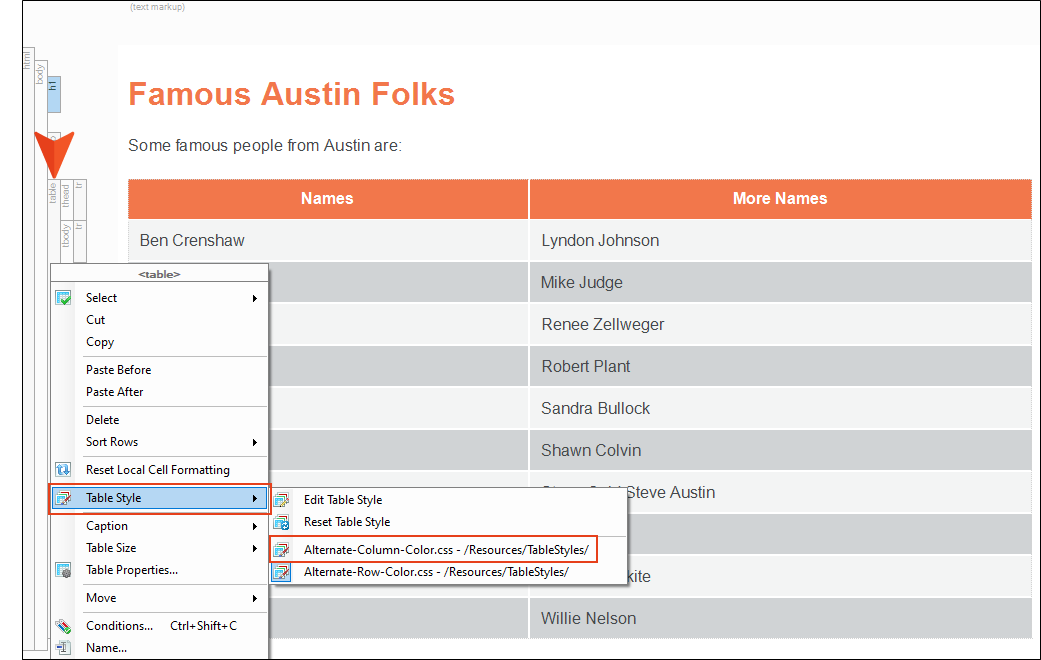 (text markup)
html
body
h1
Famous Austin Folks
Some famous people from Austin are:
table
thead
tr
tbody
tr
Names More Names
Ben Crenshaw Lyndon Johnson
Mike Judge
Renee Zellweger
Robert Plant
Sandra Bullock
Shawn Colvin
Steve Austin
Willie Nelson
<table>
Select
Cut
Copy
Paste Before
Paste After
Delete
Sort Rows
Reset Local Cell Formatting
Table Style
Caption
Table Size
Table Properties...
Move
Conditions... Ctrl+Shift+C
Name...
Edit Table Style
Reset Table Style
Alternate-Column-Color.css - /Resources/TableStyles/
Alternate-Row-Color.css - /Resources/TableStyles/